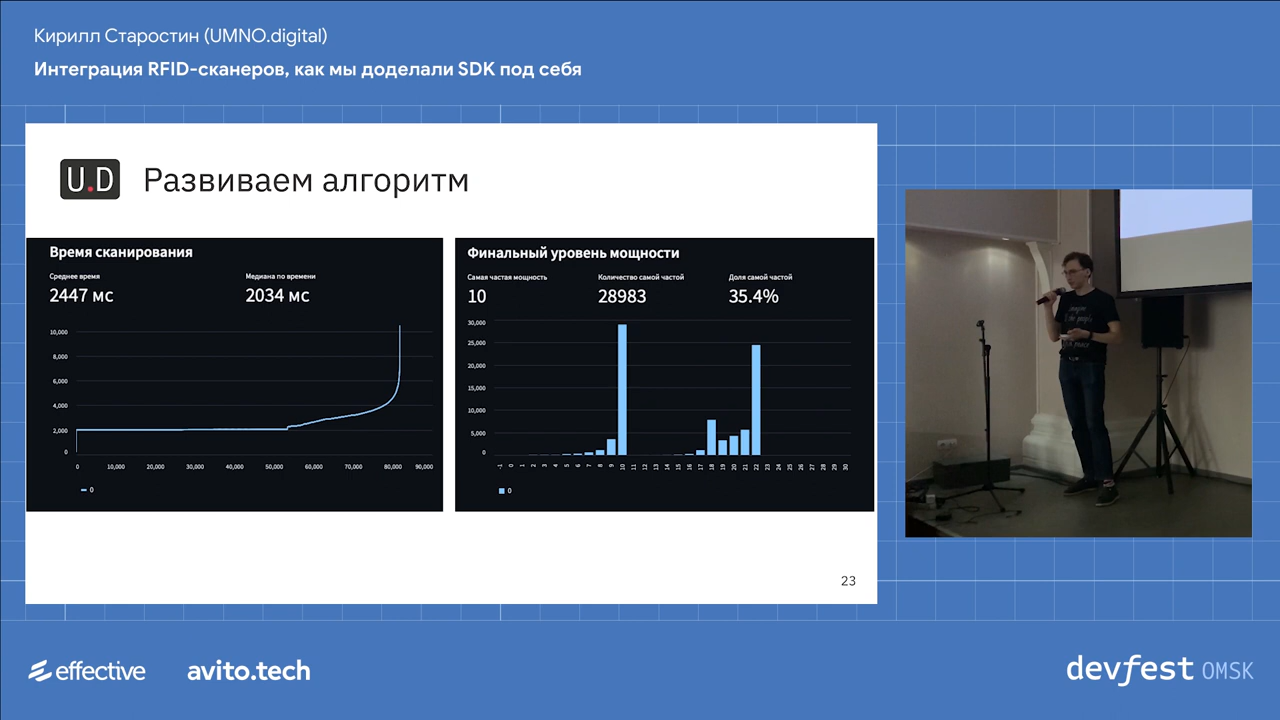 Кирилл Старостин (UMNO.digital)
Интеграция RFID-сканеров, как мы доделали SDK под себя
U.D Развиваем алгоритм
Время сканирования
Среднее время Медиана по времени
2447 мс 2034 мс
10,000
8,000
6,000
4,000
2,000
0
0 10,000 20,000 30,000 40,000 50,000 60,000 70,000 80,000 90,000
0
Финальный уровень мощности
Самая частая мощность Количество самой частой Доля самой частой
10 28983 35.4%
30,000
25,000
20,000
15,000
10,000
5,000
0
-1 0 1 2 3 4 5 6 7 8 9 10 11 12 13 14 15 16 17 18 19 20 21 22 23 24 25 26 27 28 29 30
0
23
effective avito.tech devfest OMSK